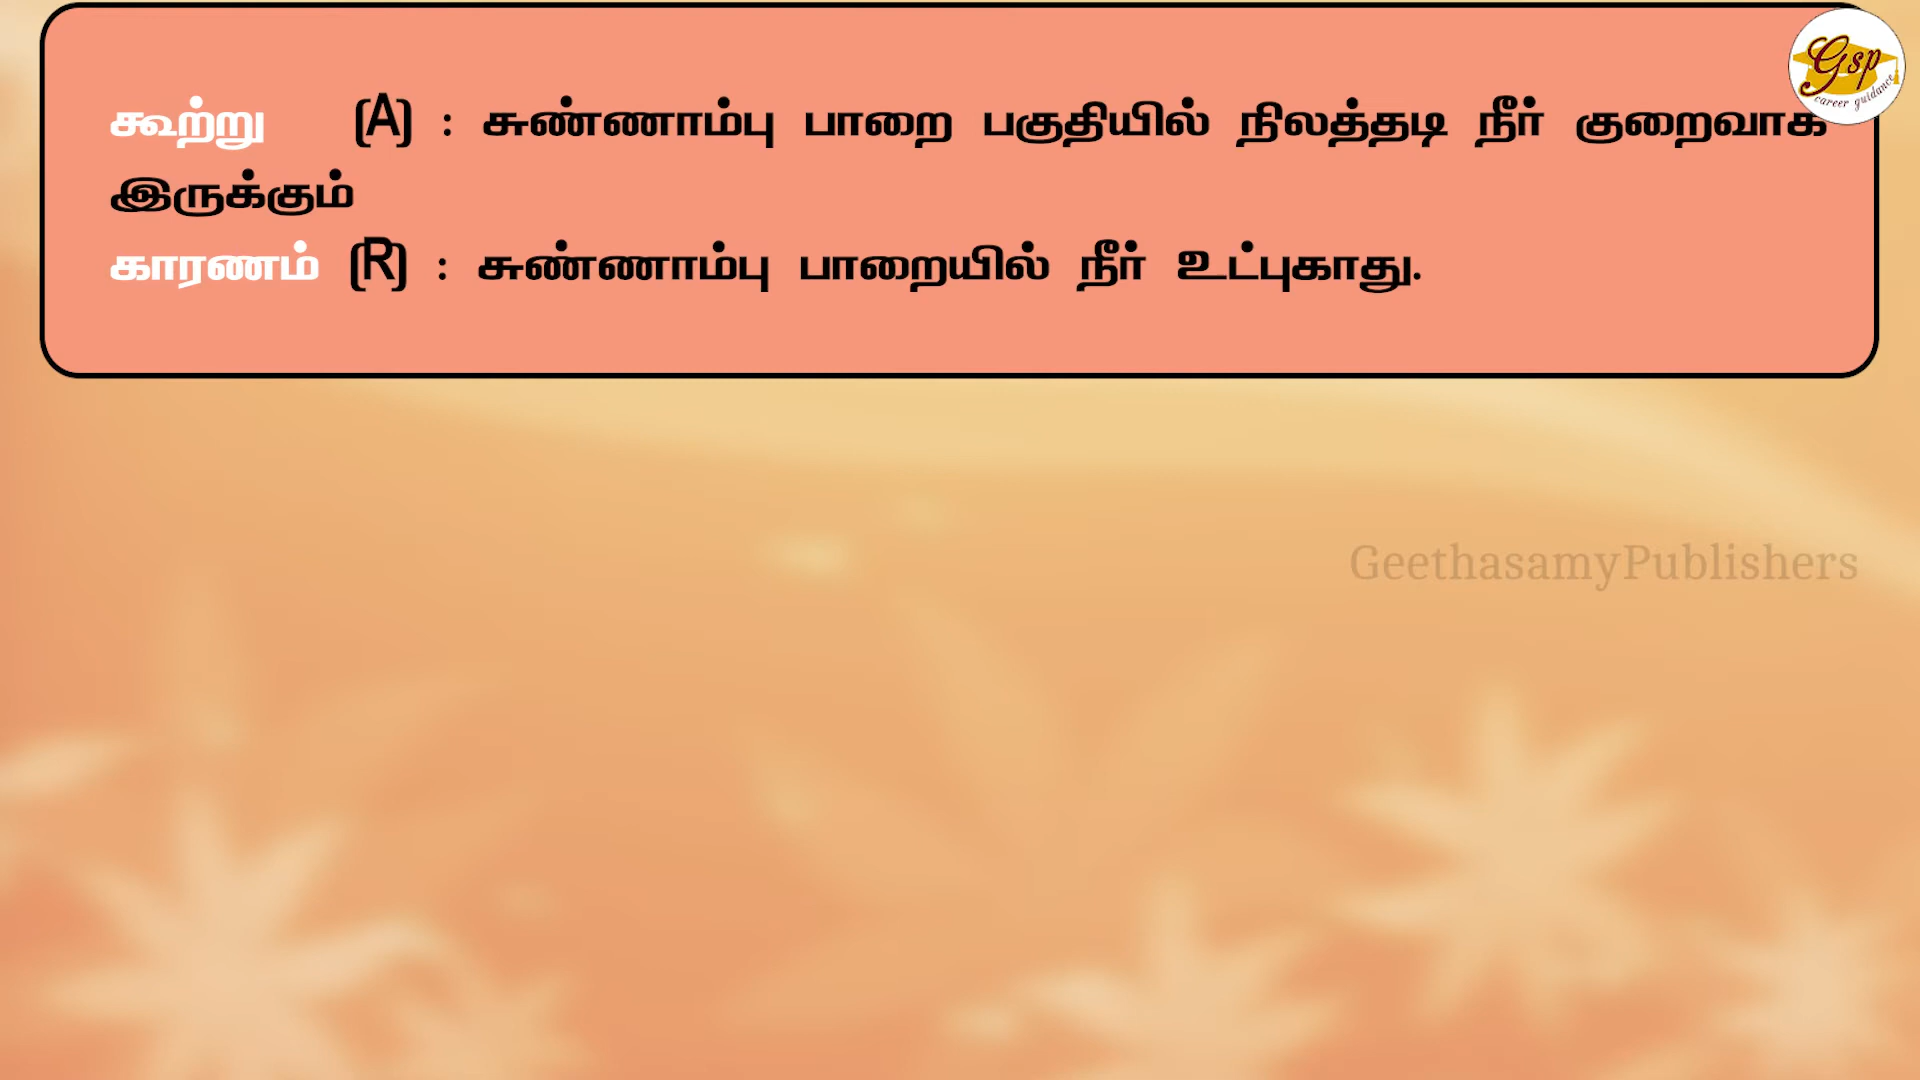 Gsp
career guidance
கூற்று (A) : சுண்ணாம்பு பாறை பகுதியில் நிலத்தடி நீர் குறைவாக
இருக்கும்
காரணம் (R) : சுண்ணாம்பு பாறையில் நீர் உட்புகாது.
GeethasamyPublishers